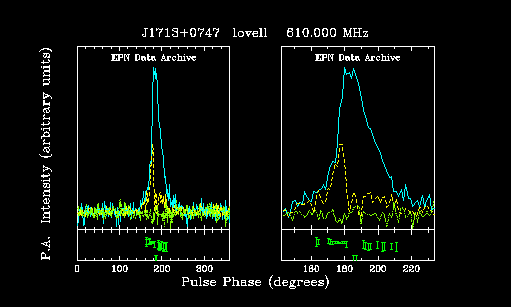 J1713+0747 lovell 610.000 MHz
EPN Data Archive EPN Data Archive
P.A. Intensity (arbitrary units)
0 100 200 300 160 180 200 220
Pulse Phase (degrees)